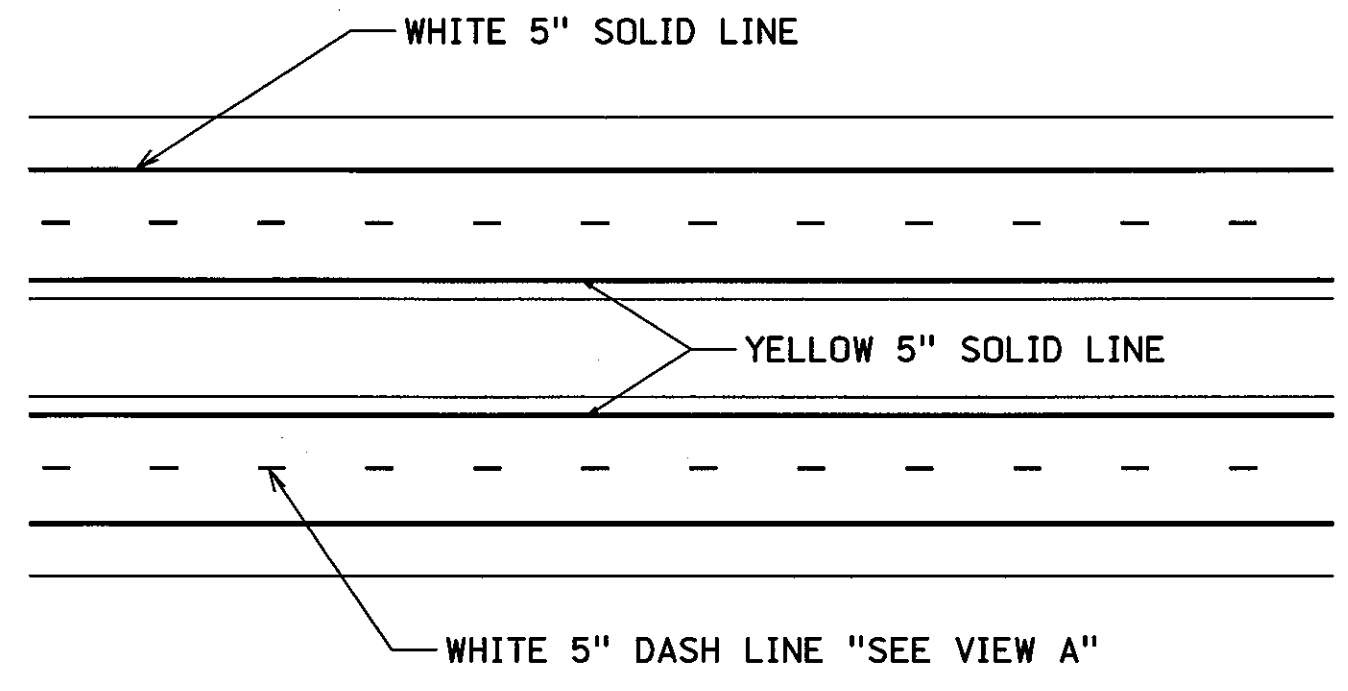 WHITE 5" SOLID LINE
YELLOW 5" SOLID LINE
WHITE 5" DASH LINE "SEE VIEW A"